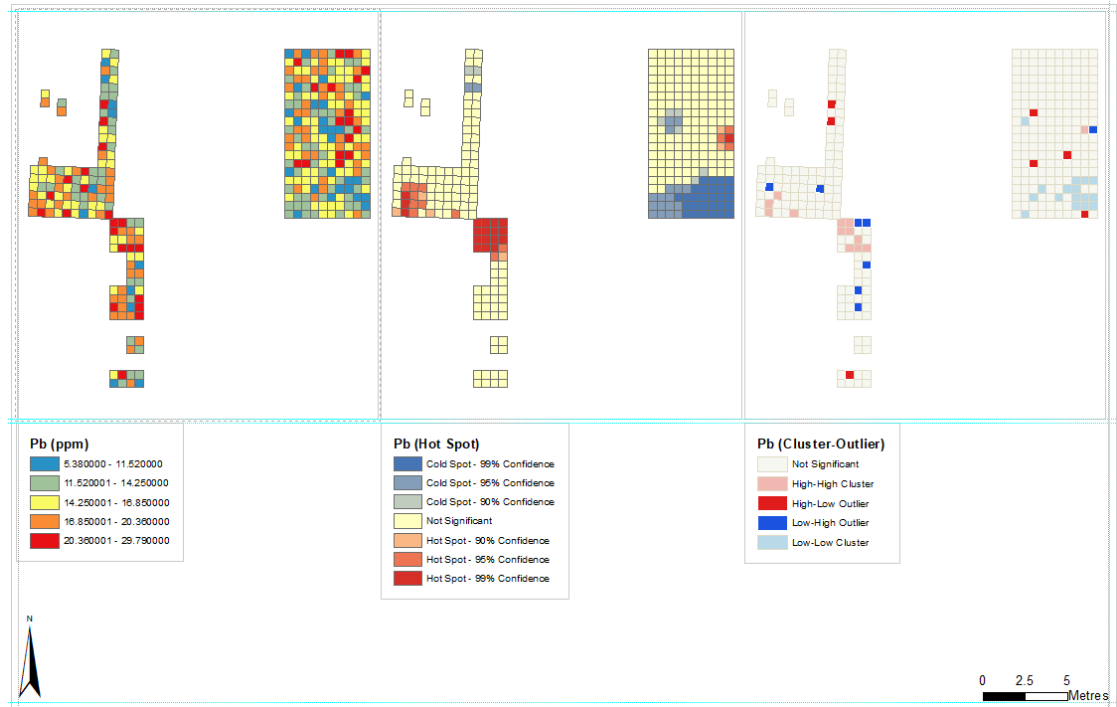 Pb (ppm)
5.380000 - 11.520000
11.520001 - 14.250000
14.250001 - 16.850000
16.850001 - 20.360000
20.360001 - 29.790000
Pb (Hot Spot)
Cold Spot - 99% Confidence
Cold Spot - 95% Confidence
Cold Spot - 90% Confidence
Not Significant
Hot Spot - 90% Confidence
Hot Spot - 95% Confidence
Hot Spot - 99% Confidence
Pb (Cluster-Outlier)
Not Significant
High-High Cluster
High-Low Outlier
Low-High Outlier
Low-Low Cluster
N
0 2.5 5
Metres